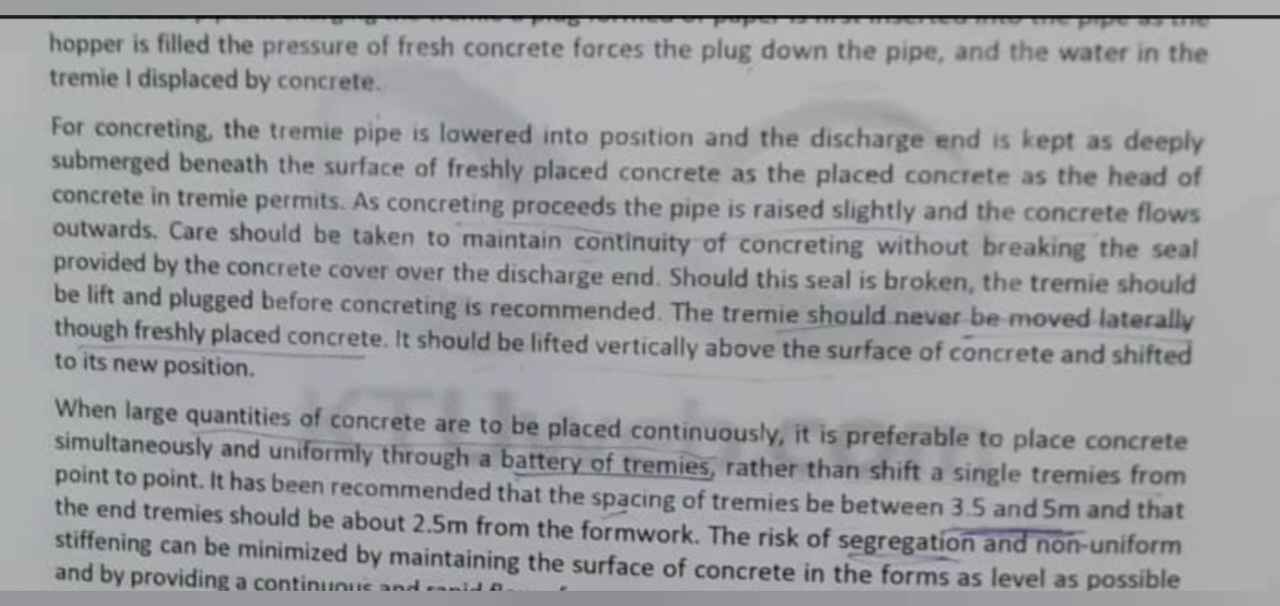 hopper is filled the pressure of fresh concrete forces the plug down the pipe, and the water in the
tremie I displaced by concrete.
For concreting, the tremie pipe is lowered into position and the discharge end is kept as deeply
submerged beneath the surface of freshly placed concrete as the placed concrete as the head of
concrete in tremie permits. As concreting proceeds the pipe is raised slightly and the concrete flows
outwards. Care should be taken to maintain continuity of concreting without breaking the seal
provided by the concrete cover over the discharge end. Should this seal is broken, the tremie should
be lift and plugged before concreting is recommended. The tremie should never be moved laterally
though freshly placed concrete. It should be lifted vertically above the surface of concrete and shifted
to its new position.
When large quantities of concrete are to be placed continuously, it is preferable to place concrete
simultaneously and uniformly through a battery of tremies, rather than shift a single tremies from
point to point. It has been recommended that the spacing of tremies be between 3.5 and 5m and that
the end tremies should be about 2.5m from the formwork. The risk of segregation and non-uniform
stiffening can be minimized by maintaining the surface of concrete in the forms as level as possible
and by providing a continuous and rapid